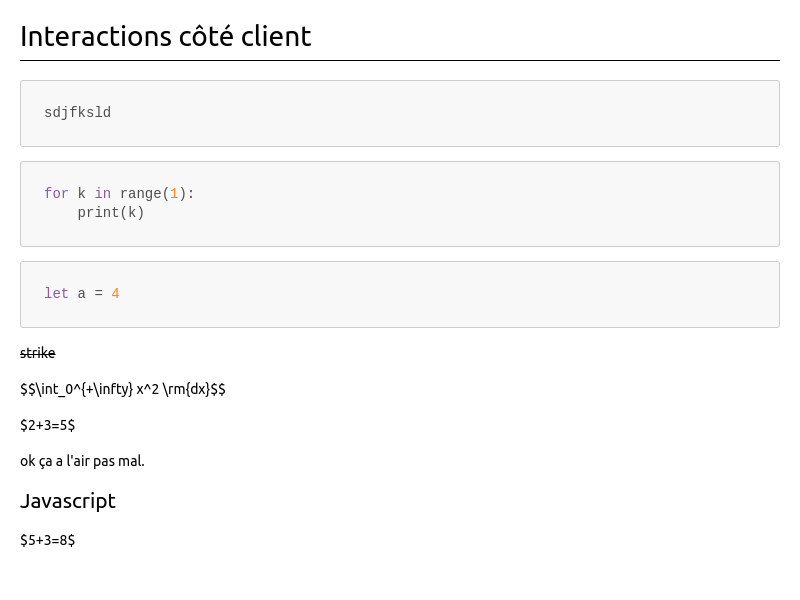 Interactions côté client
sdjfksld
for k in range(1):
    print(k)
let a = 4
strike
$$\int_0^{+\infty} x^2 \rm{dx}$$
$2+3=5$
ok ça a l'air pas mal.
Javascript
$5+3=8$